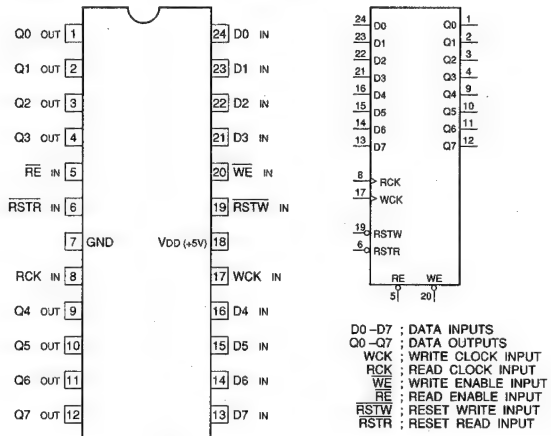 Q0 OUT 1
Q1 OUT 2
Q2 OUT 3
Q3 OUT 4
RE IN 5
RSTR IN 6
7 GND
RCK IN 8
Q4 OUT 9
Q5 OUT 10
Q6 OUT 11
Q7 OUT 12
24 D0 IN
23 D1 IN
22 D2 IN
21 D3 IN
20 WE IN
19 RSTW IN
VDD (+5V) 18
17 WCK IN
16 D4 IN
15 D5 IN
14 D6 IN
13 D7 IN
24 D0 Q0 1
23 D1 Q1 2
22 D2 Q2 3
21 D3 Q3 4
16 D4 Q4 9
15 D5 Q5 10
14 D6 Q6 11
13 D7 Q7 12
8 RCK
17 WCK
19 RSTW
6 RSTR
RE WE
5 20
D0-D7 ; DATA INPUTS
Q0-Q7 ; DATA OUTPUTS
WCK ; WRITE CLOCK INPUT
RCK ; READ CLOCK INPUT
WE ; WRITE ENABLE INPUT
RE ; READ ENABLE INPUT
RSTW ; RESET WRITE INPUT
RSTR ; RESET READ INPUT